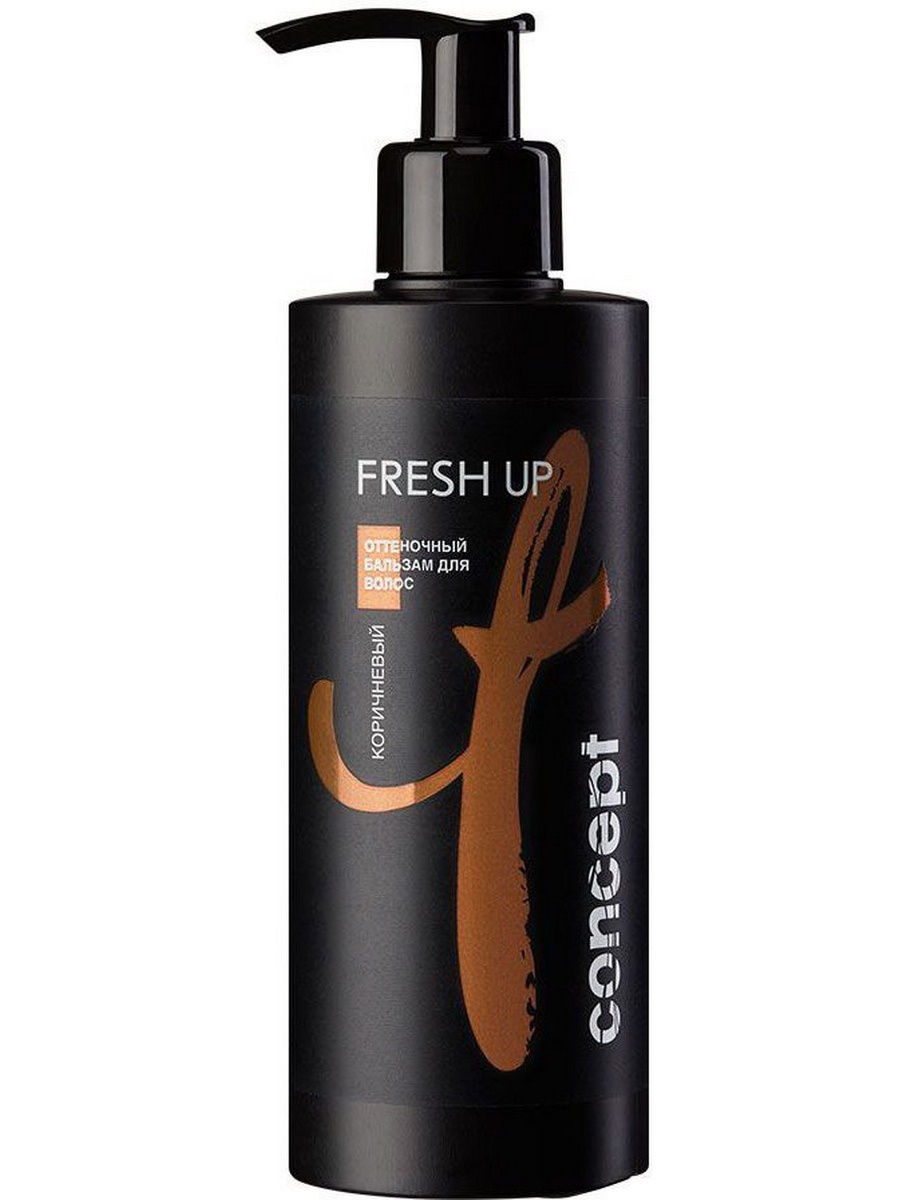 FRESH UP
ОТТЕНОЧНЫЙ
БАЛЬЗАМ ДЛЯ
ВОЛОС
КОРИЧНЕВЫЙ
concept